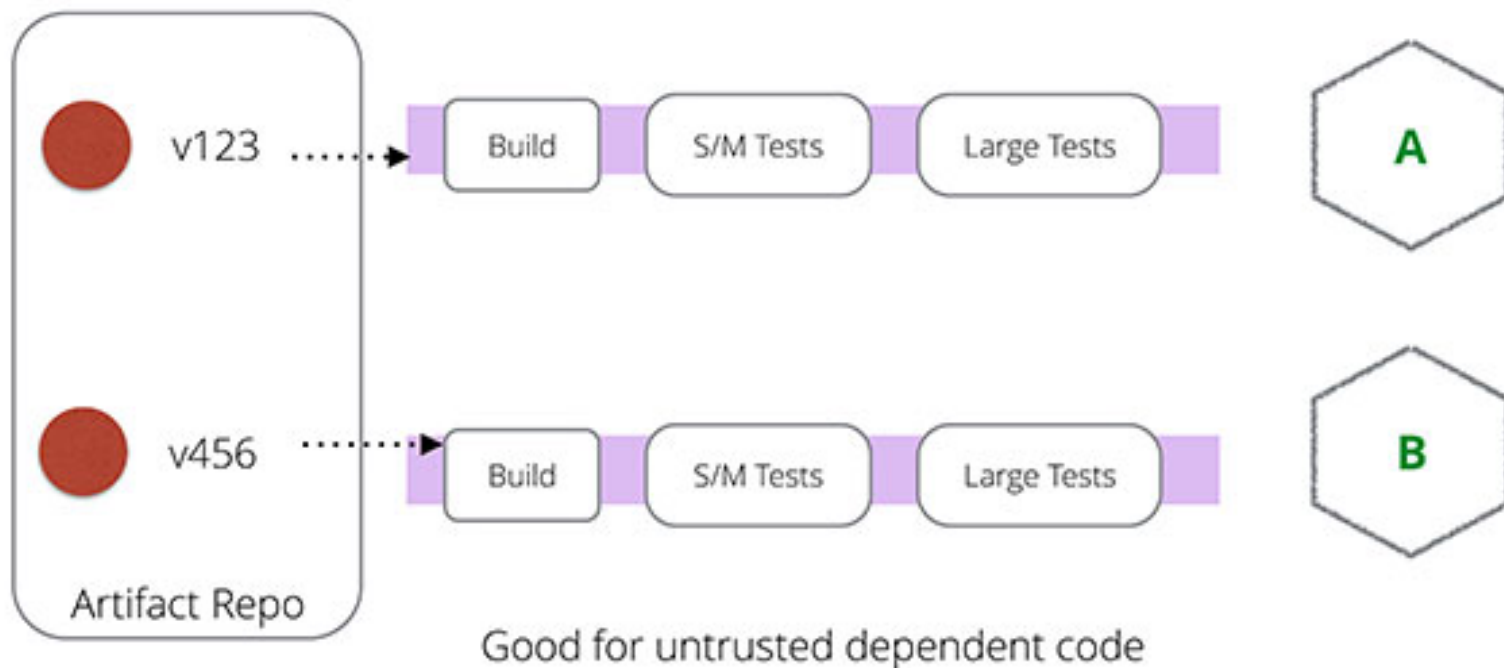 v123
Build
S/M Tests
Large Tests
A
v456
Build
S/M Tests
Large Tests
B
Artifact Repo
Good for untrusted dependent code